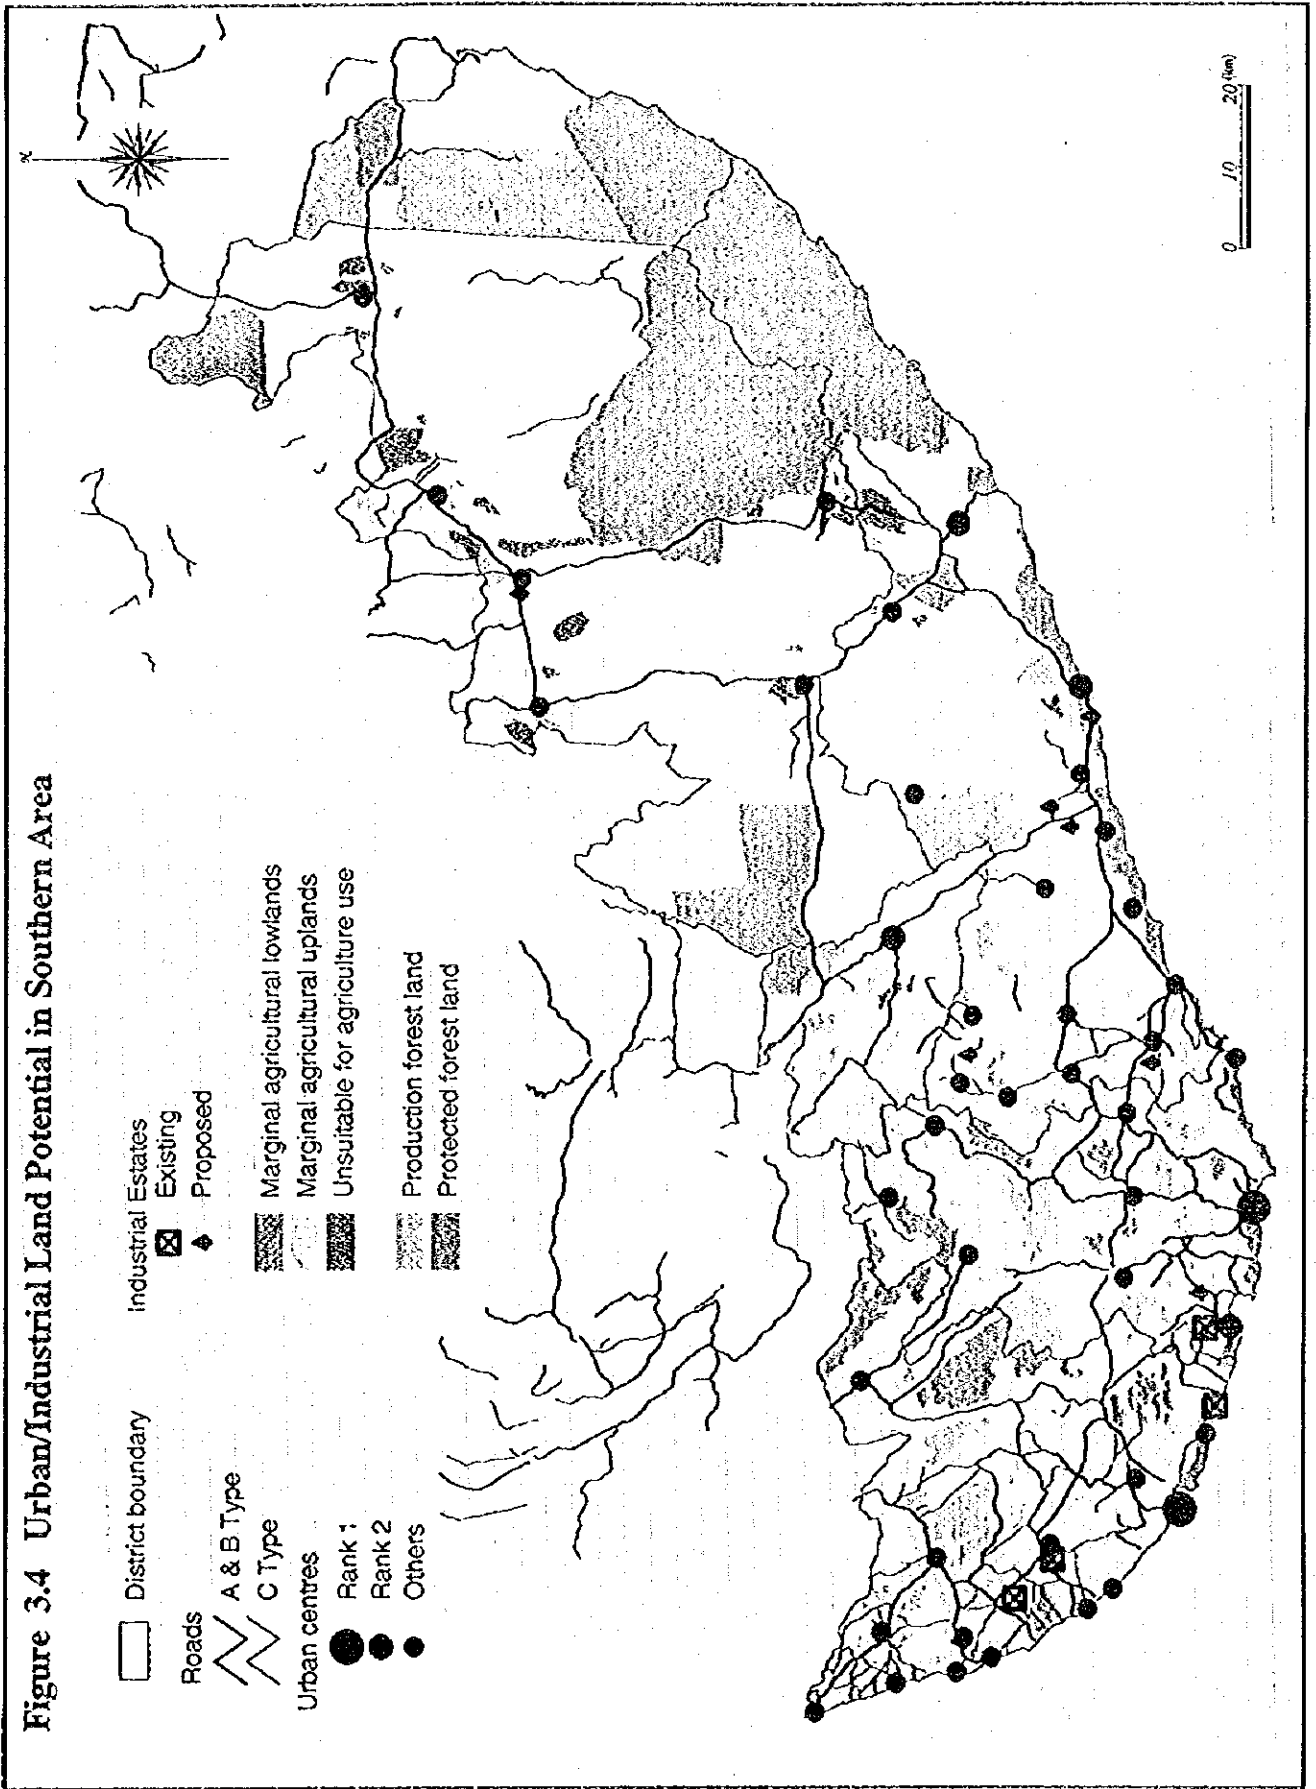 Figure 3.4 Urban/Industrial Land Potential in Southern Area
District boundary
Roads
A & B Type
C Type
Urban centres
Rank 1
Rank 2
Others
Industrial Estates
Existing
Proposed
Marginal agricultural lowlands
Marginal agricultural uplands
Unsuitable for agriculture use
Production forest land
Protected forest land
N
0 10 20 (km)